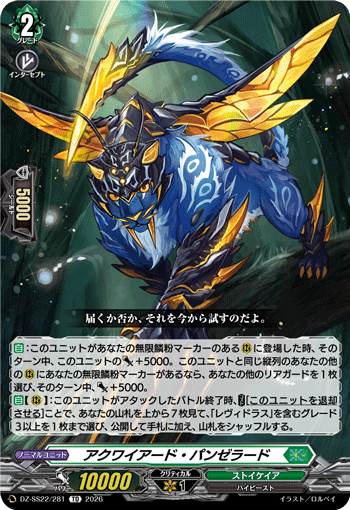 2
グレード
インターセプト
5000
シールド
届くか否か、それを今から試すのだよ。
自:このユニットがあなたの無限鱗粉マーカーのあるRに登場した時、そのターン中、このユニットの+5000。このユニットと同じ縦列のあなたの他のRにあなたの無限鱗粉マーカーがあるなら、あなたの他のリアガードを1枚選び、そのターン中、+5000。
自【R】:このユニットがアタックしたバトル終了時、【このユニットを退却させる】ことで、あなたの山札を上から7枚見て、「レヴィドラス」を含むグレード3以上を1枚まで選び、公開して手札に加え、山札をシャッフルする。
ノーマルユニット
アクワイアード・パンゼラード
パワー
10000
クリティカル
1
ストイケイア
ハイビースト
DZ-SS22/281 TD 2026
イラスト/ロルベイ